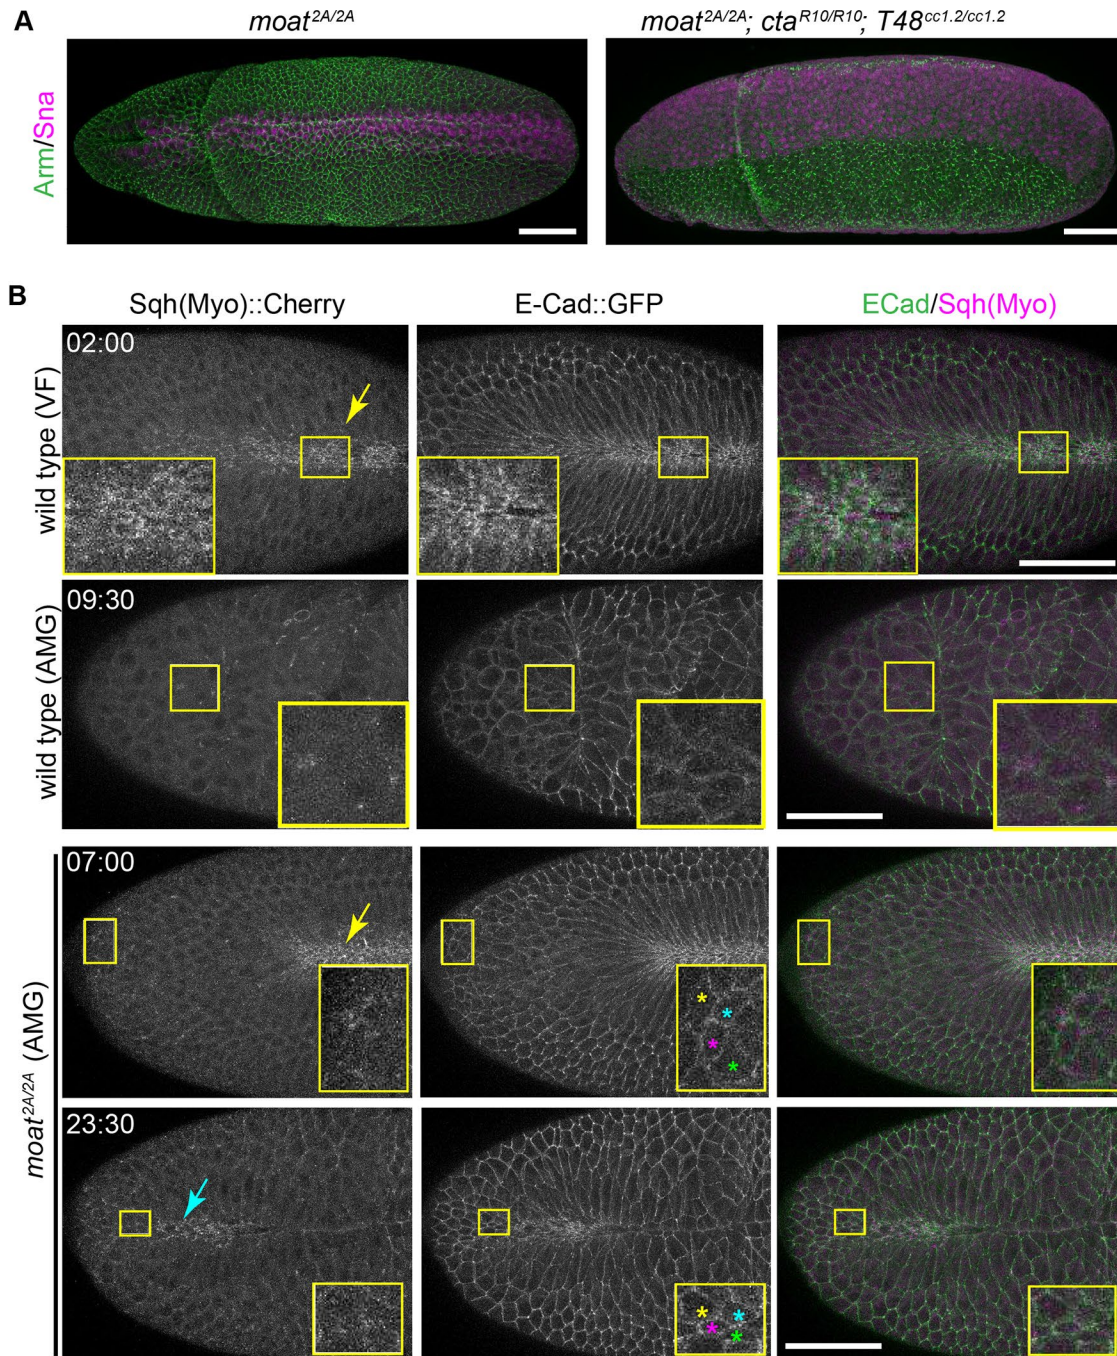 A
moat2A/2A
moat2A/2A; ctaR10/R10; T48cc1.2/cc1.2
Arm/Sna
B
Sqh(Myo)::Cherry
E-Cad::GFP
ECad/Sqh(Myo)
wild type (VF)
02:00
wild type (AMG)
09:30
moat2A/2A (AMG)
07:00
*
*
*
*
23:30
*
*
*
*